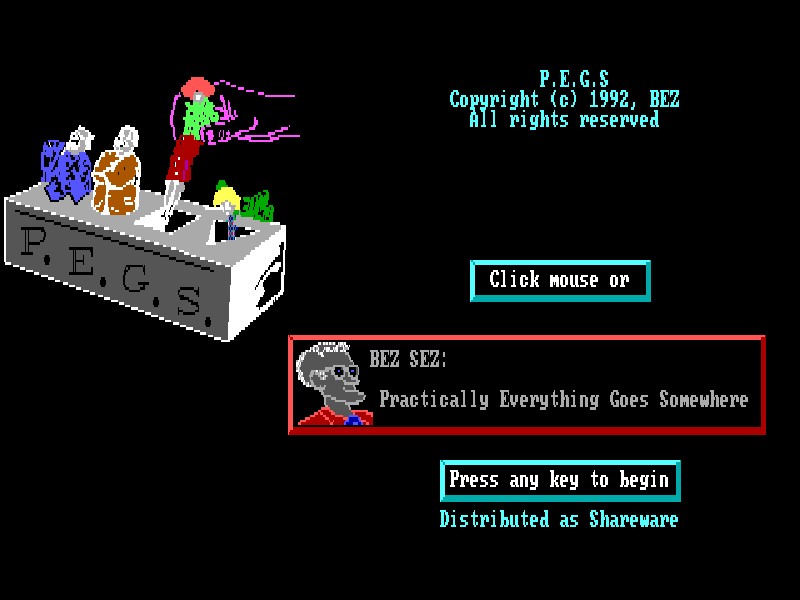 P.E.G.S
Copyright (c) 1992, BEZ
All rights reserved
P.E.G.S.
Click mouse or
BEZ SEZ:
Practically Everything Goes Somewhere
Press any key to begin
Distributed as Shareware